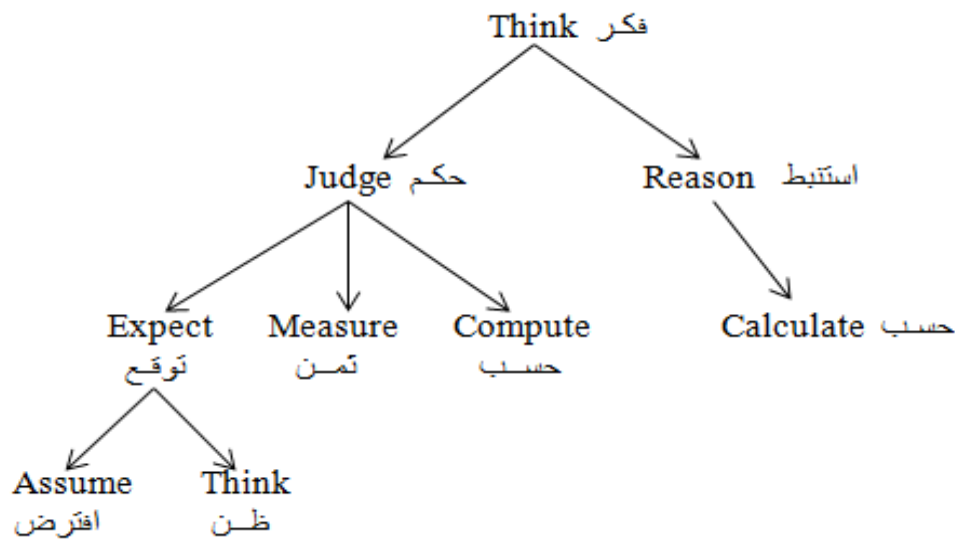 Think فكر
Judge حكم
Reason استنبط
Expect
توقع
Measure
ثمن
Compute
حسب
Calculate حسب
Assume
افترض
Think
ظن